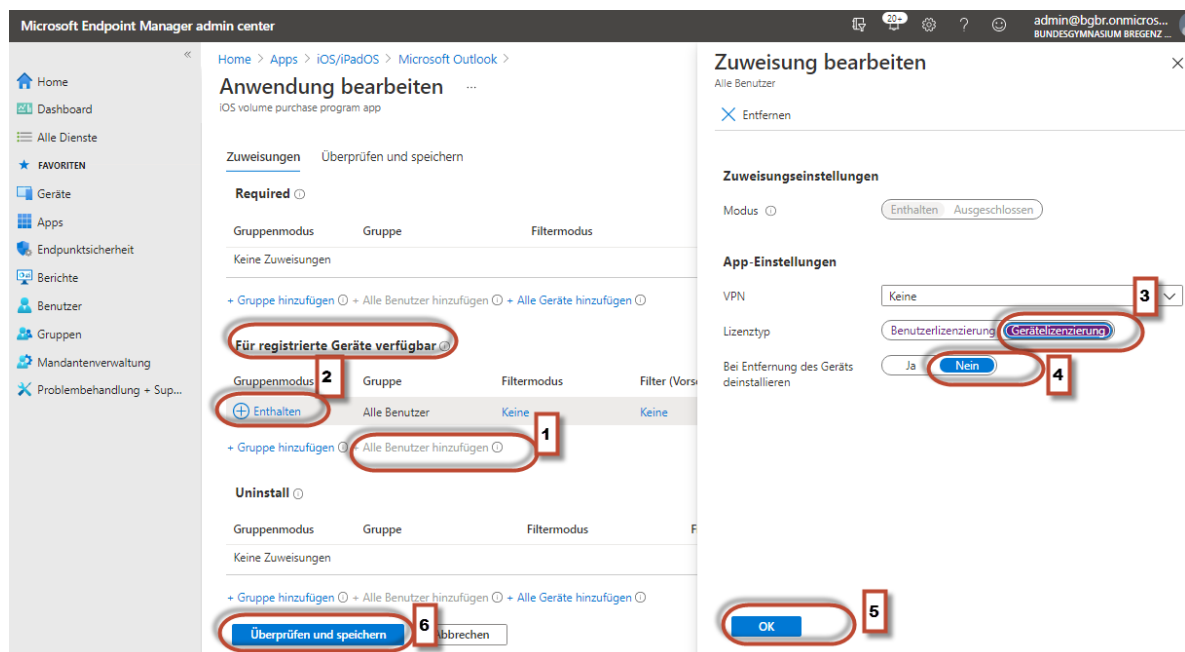 Microsoft Endpoint Manager admin center
20+
admin@bgbr.onmicros...
BUNDESGYMNASIUM BREGENZ ...
Home
Dashboard
Alle Dienste
FAVORITEN
Geräte
Apps
Endpunktsicherheit
Berichte
Benutzer
Gruppen
Mandantenverwaltung
Problembehandlung + Sup...
Home > Apps > iOS/iPadOS > Microsoft Outlook >
Anwendung bearbeiten ...
iOS volume purchase program app
Zuweisungen Überprüfen und speichern
Required
Gruppenmodus Gruppe Filtermodus
Keine Zuweisungen
+ Gruppe hinzufügen + Alle Benutzer hinzufügen + Alle Geräte hinzufügen
Für registrierte Geräte verfügbar
Gruppenmodus 2 Gruppe Filtermodus Filter (Vors
Enthalten Alle Benutzer Keine Keine
1
+ Gruppe hinzufügen + Alle Benutzer hinzufügen
Uninstall
Gruppenmodus Gruppe Filtermodus F
Keine Zuweisungen
+ Gruppe hinzufügen + Alle Benutzer hinzufügen + Alle Geräte hinzufügen
Überprüfen und speichern 6 bbrechen
Zuweisung bearbeiten
Alle Benutzer
Entfernen
Zuweisungseinstellungen
Modus Enthalten Ausgeschlossen
App-Einstellungen
VPN Keine 3
Lizenztyp Benutzerlizenzierung Gerätelizenzierung
Bei Entfernung des Geräts Ja Nein 4
deinstallieren
OK 5